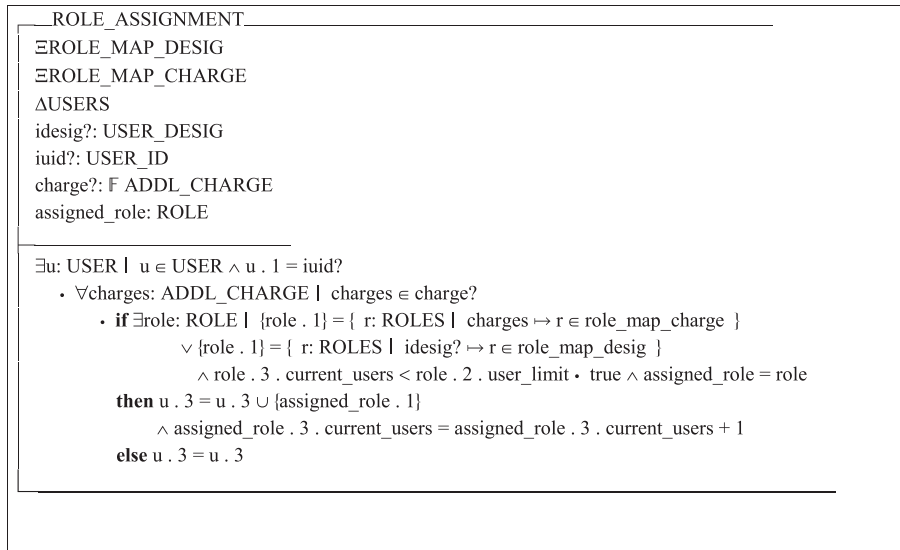 ROLE_ASSIGNMENT
ΞROLE_MAP_DESIG
ΞROLE_MAP_CHARGE
ΔUSERS
idesig?: USER_DESIG
iuid?: USER_ID
charge?: 𝔽 ADDL_CHARGE
assigned_role: ROLE
∃u: USER | u ∈ USER ∧ u . 1 = iuid?
• ∀charges: ADDL_CHARGE | charges ∈ charge?
• if ∃role: ROLE | {role . 1} = { r: ROLES | charges ↦ r ∈ role_map_charge }
∨ {role . 1} = { r: ROLES | idesig? ↦ r ∈ role_map_desig }
∧ role . 3 . current_users < role . 2 . user_limit • true ∧ assigned_role = role
then u . 3 = u . 3 ∪ {assigned_role . 1}
∧ assigned_role . 3 . current_users = assigned_role . 3 . current_users + 1
else u . 3 = u . 3